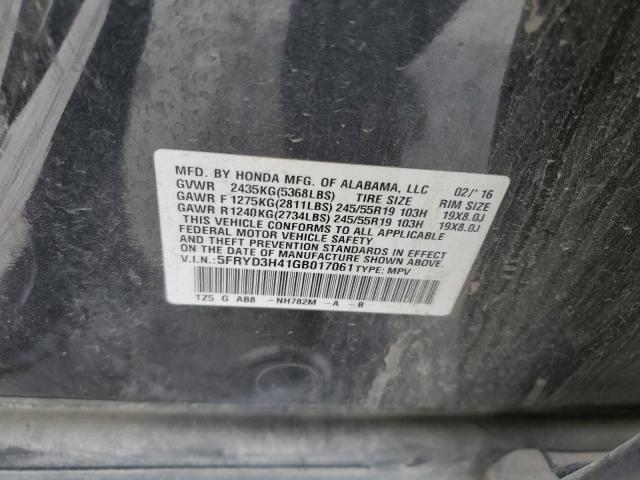 MFD. BY HONDA MFG. OF ALABAMA, LLC 02/'16
GVWR 2435KG(5368LBS) TIRE SIZE RIM SIZE
GAWR F 1275KG(2811LBS) 245/55R19 103H 19X8.0J
GAWR R1240KG(2734LBS) 245/55R19 103H 19X8.0J
THIS VEHICLE CONFORMS TO ALL APPLICABLE
FEDERAL MOTOR VEHICLE SAFETY
AND THEFT PREVENTION STANDARDS IN EFFECT
ON THE DATE OF MANUFACTURE SHOWN ABOVE.
V.I.N.:5FRYD3H41GB017061 TYPE: MPV
TZ5 G AB8 -NH782M -A -B